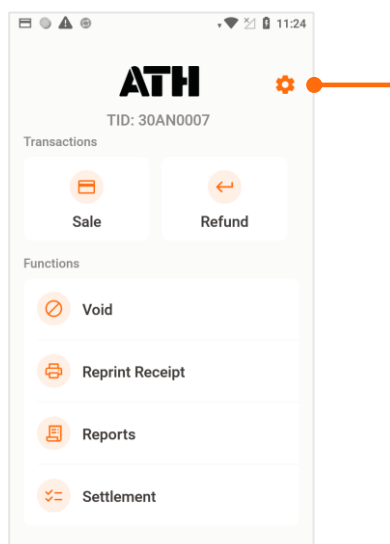 11:24
ATH
TID: 30AN0007
Transactions
Sale
Refund
Functions
Void
Reprint Receipt
Reports
Settlement